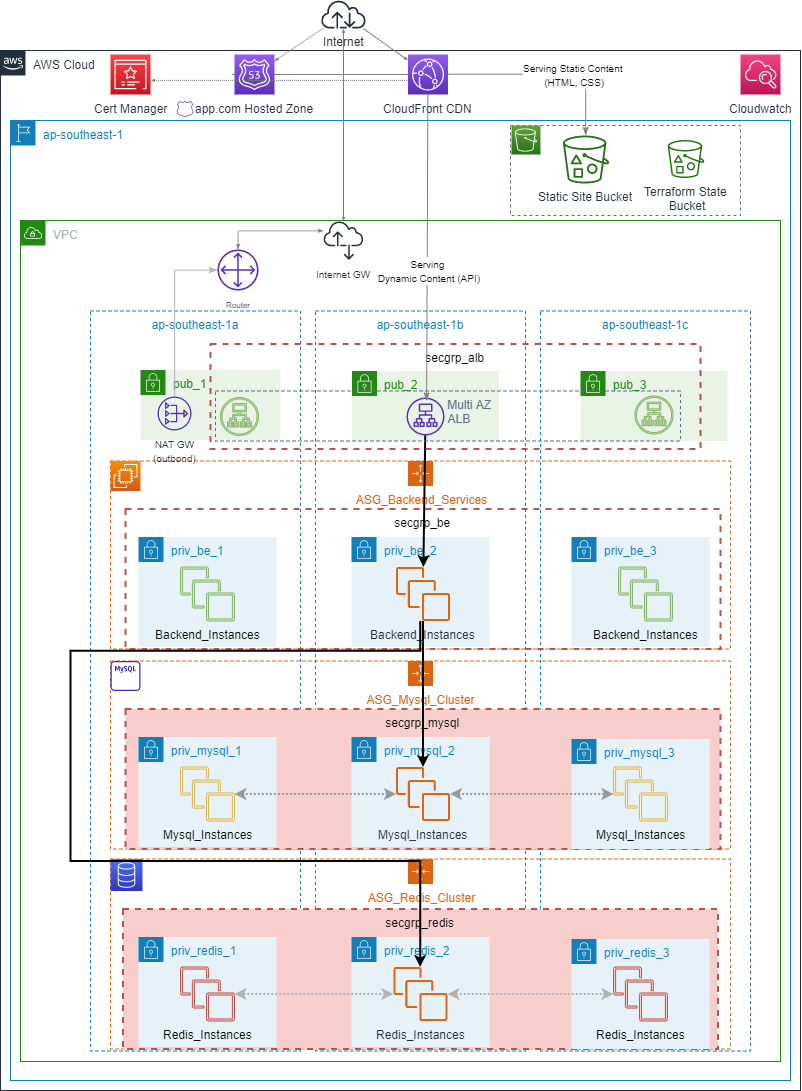 Internet
aws
AWS Cloud
53
Serving Static Content
(HTML, CSS)
Cert Manager
app.com Hosted Zone
CloudFront CDN
Cloudwatch
ap-southeast-1
Static Site Bucket
Terraform State
Bucket
VPC
Internet GW
Serving
Dynamic Content (API)
Router
ap-southeast-1a
ap-southeast-1b
ap-southeast-1c
secgrp_alb
pub_1
pub_2
pub_3
Multi AZ
ALB
NAT GW
(outbond)
ASG_Backend_Services
secgrp_be
priv_be_1
priv_be_2
priv_be_3
Backend_Instances
Backend_Instances
Backend_Instances
MySQL
ASG_Mysql_Cluster
secgrp_mysql
priv_mysql_1
priv_mysql_2
priv_mysql_3
Mysql_Instances
Mysql_Instances
Mysql_Instances
ASG_Redis_Cluster
secgrp_redis
priv_redis_1
priv_redis_2
priv_redis_3
Redis_Instances
Redis_Instances
Redis_Instances